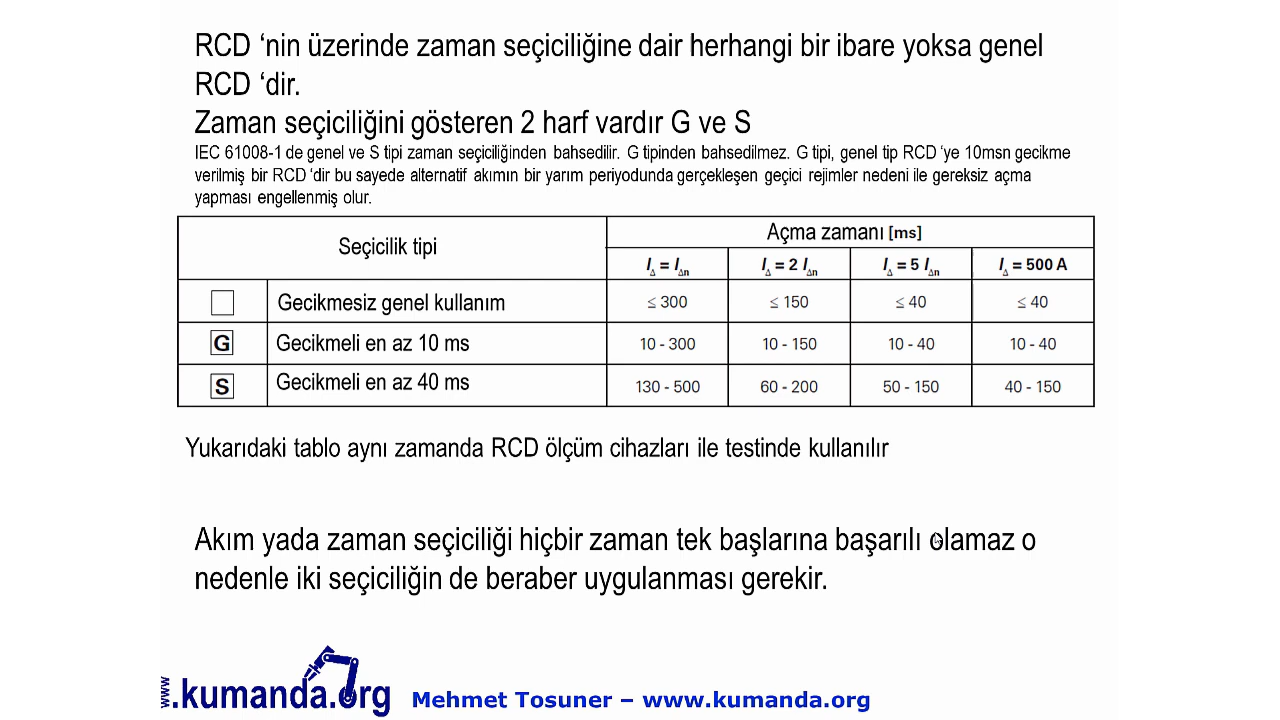 RCD ‘nin üzerinde zaman seçiciliğine dair herhangi bir ibare yoksa genel
RCD ‘dir.
Zaman seçiciliğini gösteren 2 harf vardır G ve S
IEC 61008-1 de genel ve S tipi zaman seçiciliğinden bahsedilir. G tipinden bahsedilmez. G tipi, genel tip RCD ‘ye 10msn gecikme
verilmiş bir RCD ‘dir bu sayede alternatif akımın bir yarım periyodunda gerçekleşen geçici rejimler nedeni ile gereksiz açma
yapması engellenmiş olur.
Seçicilik tipi
Açma zamanı [ms]
IΔ = IΔn IΔ = 2 IΔn IΔ = 5 IΔn IΔ = 500 A
Gecikmesiz genel kullanım ≤ 300 ≤ 150 ≤ 40 ≤ 40
G Gecikmeli en az 10 ms 10 - 300 10 - 150 10 - 40 10 - 40
S Gecikmeli en az 40 ms 130 - 500 60 - 200 50 - 150 40 - 150
Yukarıdaki tablo aynı zamanda RCD ölçüm cihazları ile testinde kullanılır
Akım yada zaman seçiciliği hiçbir zaman tek başlarına başarılı olamaz o
nedenle iki seçiciliğin de beraber uygulanması gerekir.
www.kumanda.org Mehmet Tosuner – www.kumanda.org